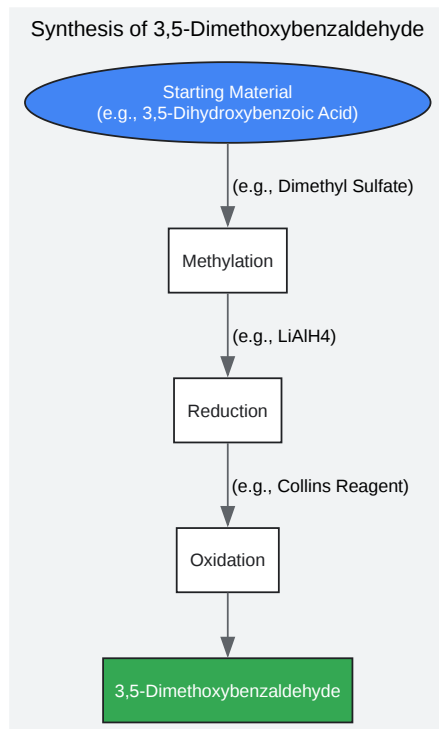 Synthesis of 3,5-Dimethoxybenzaldehyde
Starting Material
(e.g., 3,5-Dihydroxybenzoic Acid)
(e.g., Dimethyl Sulfate)
Methylation
(e.g., LiAlH4)
Reduction
(e.g., Collins Reagent)
Oxidation
3,5-Dimethoxybenzaldehyde